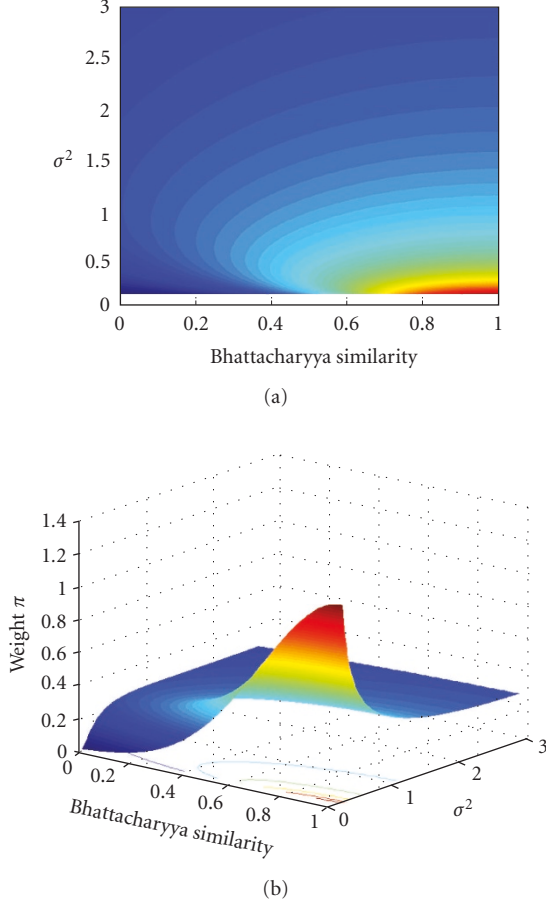 3
2.5
2
σ² 1.5
1
0.5
0
0 0.2 0.4 0.6 0.8 1
Bhattacharyya similarity
(a)
1.4
1.2
1
0.8
0.6
0.4
0.2
0
Weight π
0 0.2 0.4 0.6 0.8 1
Bhattacharyya similarity
0 1 2 3
σ²
(b)